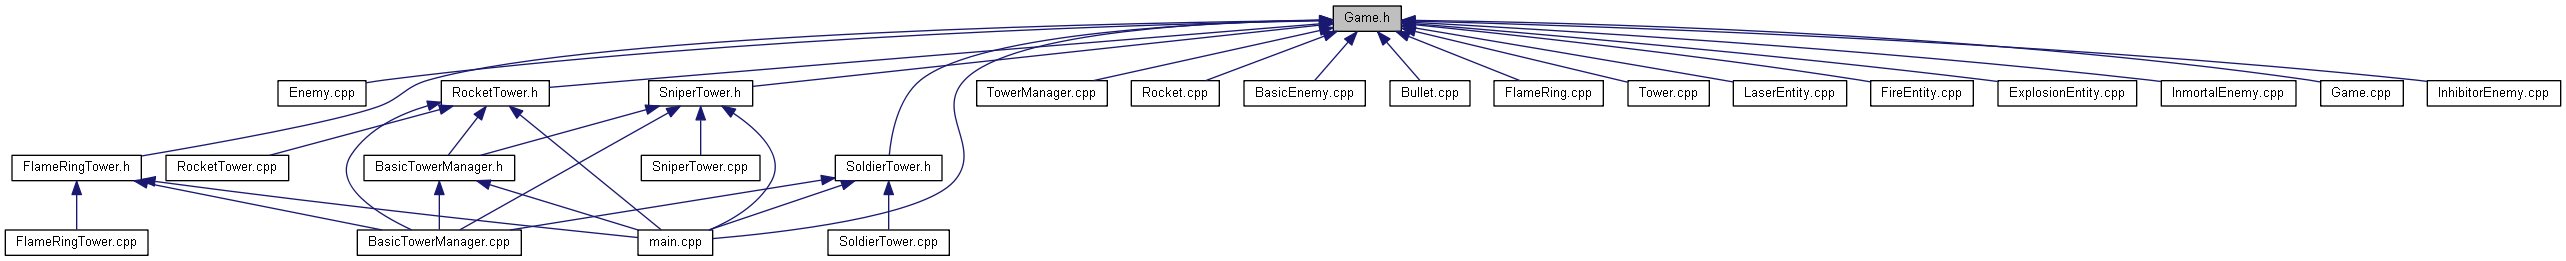 Game.h
Enemy.cpp
RocketTower.h
SniperTower.h
TowerManager.cpp
Rocket.cpp
BasicEnemy.cpp
Bullet.cpp
FlameRing.cpp
Tower.cpp
LaserEntity.cpp
FireEntity.cpp
ExplosionEntity.cpp
InmortalEnemy.cpp
Game.cpp
InhibitorEnemy.cpp
FlameRingTower.h
RocketTower.cpp
BasicTowerManager.h
SniperTower.cpp
SoldierTower.h
FlameRingTower.cpp
BasicTowerManager.cpp
main.cpp
SoldierTower.cpp